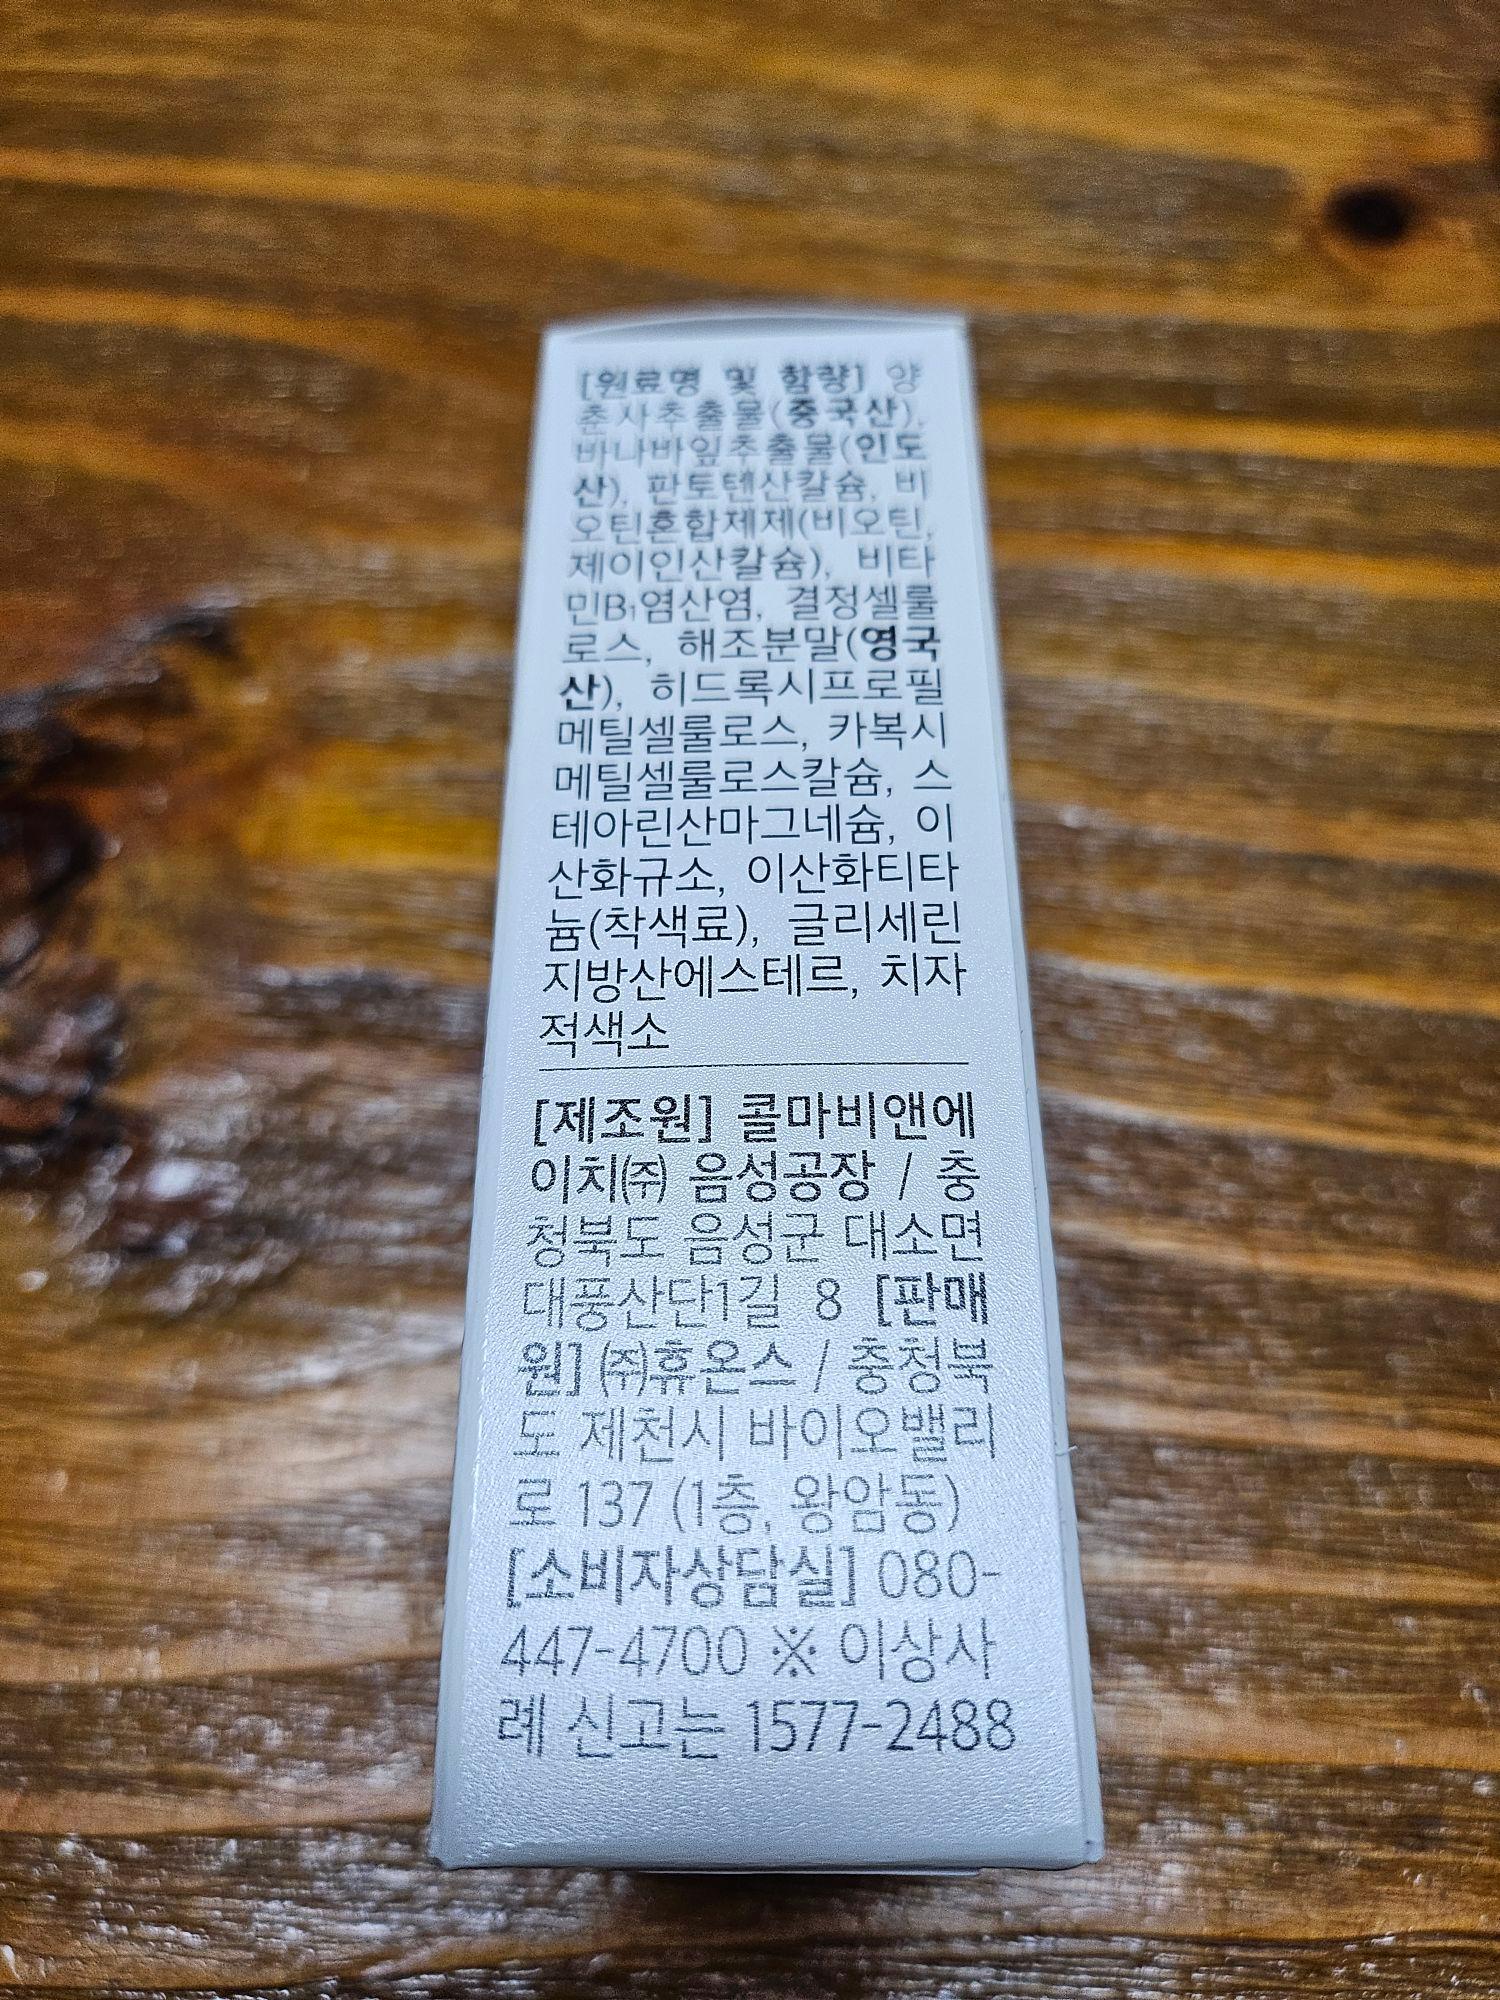 [원료명 및 함량] 양
춘사추출물(중국산),
바나바잎추출물(인도
산), 판토텐산칼슘, 비
오틴혼합제제(비오틴,
제이인산칼슘), 비타
민B₁염산염, 결정셀룰
로스, 해조분말(영국
산), 히드록시프로필
메틸셀룰로스, 카복시
메틸셀룰로스칼슘, 스
테아린산마그네슘, 이
산화규소, 이산화티타
늄(착색료), 글리세린
지방산에스테르, 치자
적색소
[제조원] 콜마비앤에
이치㈜ 음성공장 / 충
청북도 음성군 대소면
대풍산단1길 8 [판매
원] ㈜휴온스 / 충청북
도 제천시 바이오밸리
로 137 (1층, 왕암동)
[소비자상담실] 080-
447-4700 ※ 이상사
례 신고는 1577-2488